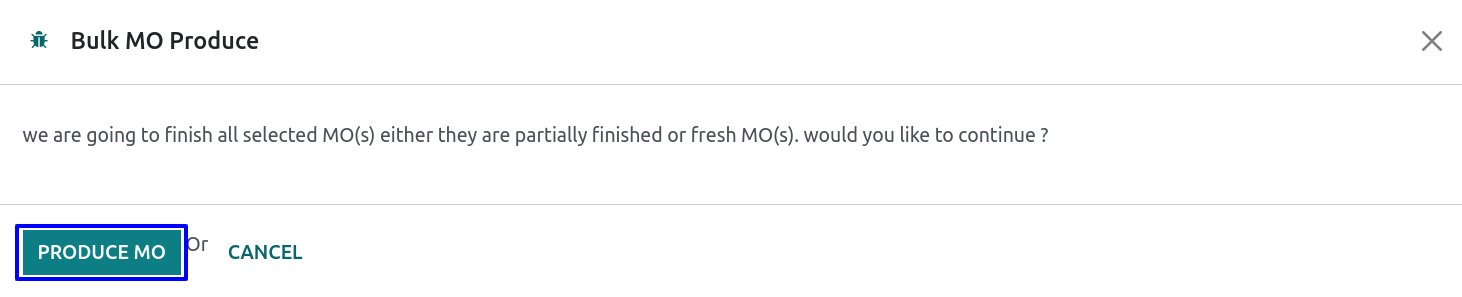 Bulk MO Produce
we are going to finish all selected MO(s) either they are partially finished or fresh MO(s). would you like to continue ?
PRODUCE MO Or CANCEL